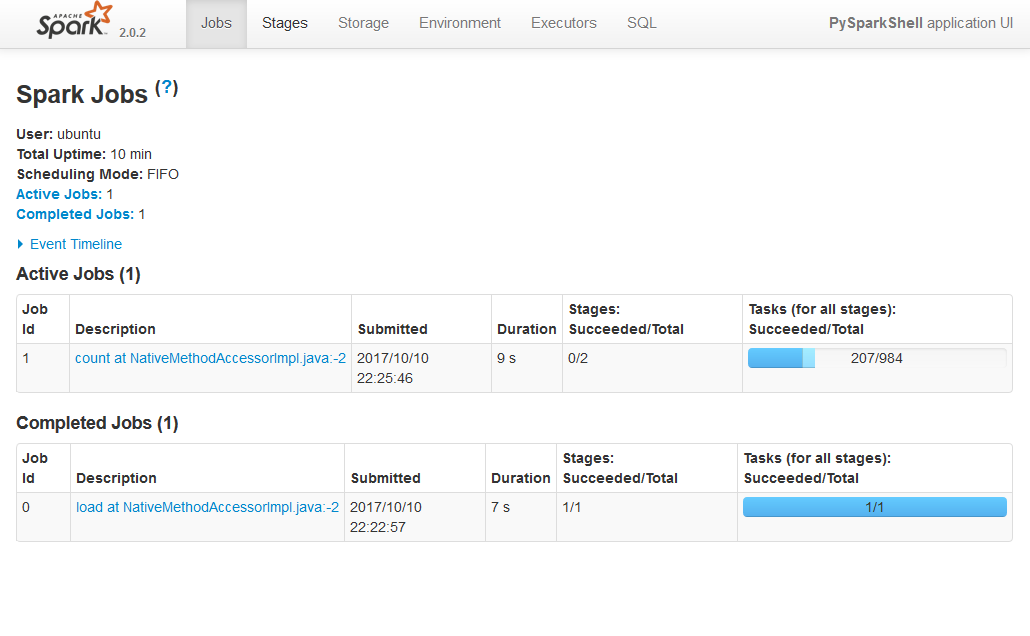 APACHE
Spark 2.0.2 Jobs Stages Storage Environment Executors SQL PySparkShell application UI
Spark Jobs (?)
User: ubuntu
Total Uptime: 10 min
Scheduling Mode: FIFO
Active Jobs: 1
Completed Jobs: 1
Event Timeline
Active Jobs (1)
Job Stages: Tasks (for all stages):
Id Description Submitted Duration Succeeded/Total Succeeded/Total
1 count at NativeMethodAccessorImpl.java:-2 2017/10/10 9 s 0/2 207/984
22:25:46
Completed Jobs (1)
Job Stages: Tasks (for all stages):
Id Description Submitted Duration Succeeded/Total Succeeded/Total
0 load at NativeMethodAccessorImpl.java:-2 2017/10/10 7 s 1/1 1/1
22:22:57